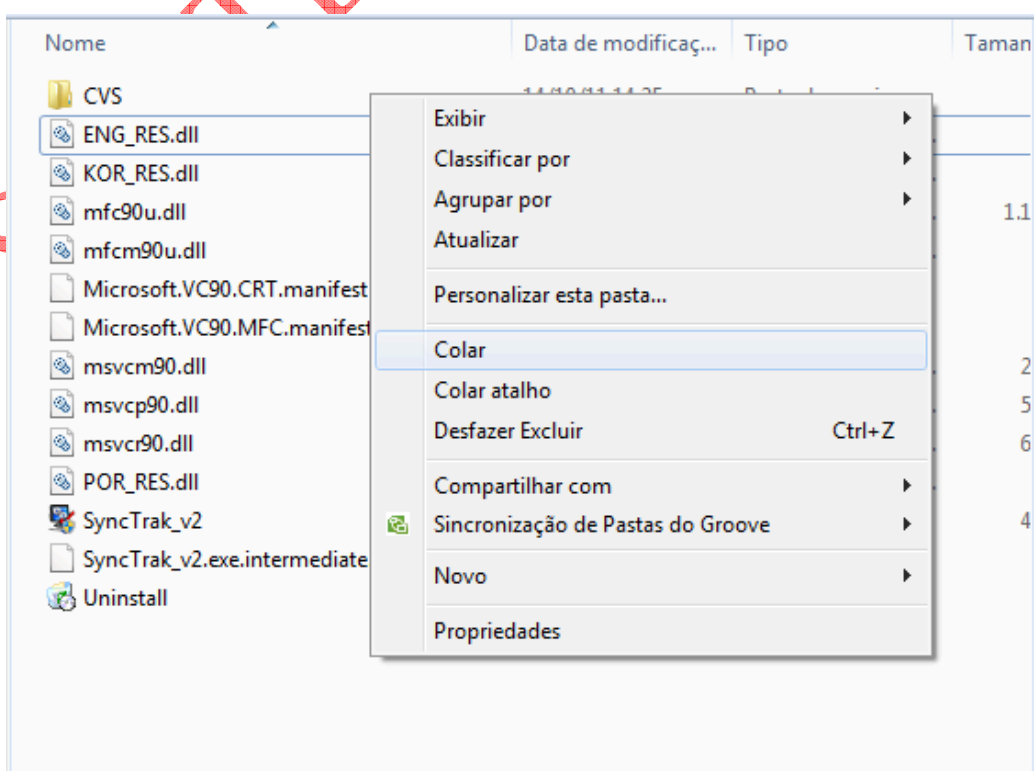 Nome Data de modificaç... Tipo Taman
CVS
ENG_RES.dll
KOR_RES.dll
mfc90u.dll 1.1
mfcm90u.dll
Microsoft.VC90.CRT.manifest
Microsoft.VC90.MFC.manifest
msvcm90.dll 2
msvcp90.dll 5
msvcr90.dll 6
POR_RES.dll
SyncTrak_v2 4
SyncTrak_v2.exe.intermediate
Uninstall
Exibir
Classificar por
Agrupar por
Atualizar
Personalizar esta pasta...
Colar
Colar atalho
Desfazer Excluir Ctrl+Z
Compartilhar com
Sincronização de Pastas do Groove
Novo
Propriedades